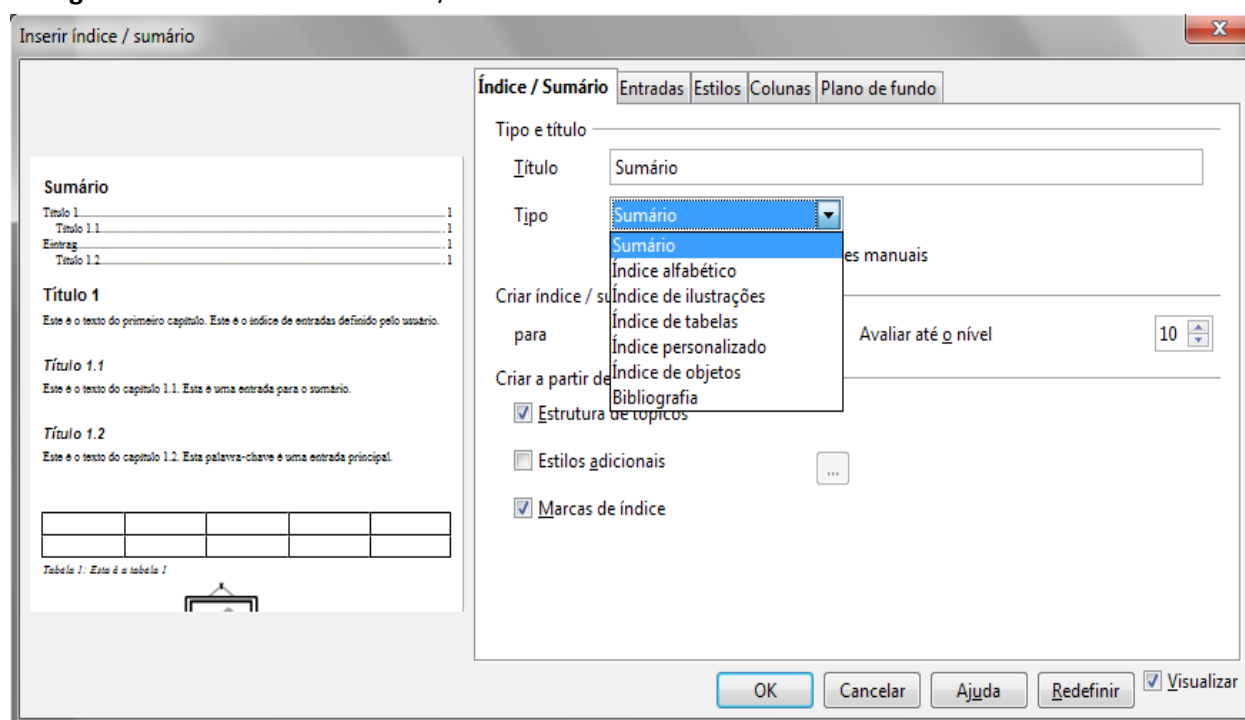 Inserir índice / sumário
x
Índice / Sumário Entradas Estilos Colunas Plano de fundo
Tipo e título
Título Sumário
Tipo Sumário
Sumário
Índice alfabético
Índice de ilustrações
Índice de tabelas
Índice personalizado
Índice de objetos
Bibliografia
es manuais
Criar índice / su
para Avaliar até o nível 10
Criar a partir de
Estrutura de tópicos
Estilos adicionais ...
Marcas de índice
Sumário
Título 1 1
Título 1.1 1
Eintrag 1
Título 1.2 1
Título 1
Este é o texto do primeiro capítulo. Este é o índice de entradas definido pelo usuário.
Título 1.1
Este é o texto do capítulo 1.1. Esta é uma entrada para o sumário.
Título 1.2
Este é o texto do capítulo 1.2. Esta palavra-chave é uma entrada principal.
Tabela 1: Esta é a tabela 1
OK Cancelar Ajuda Redefinir Visualizar